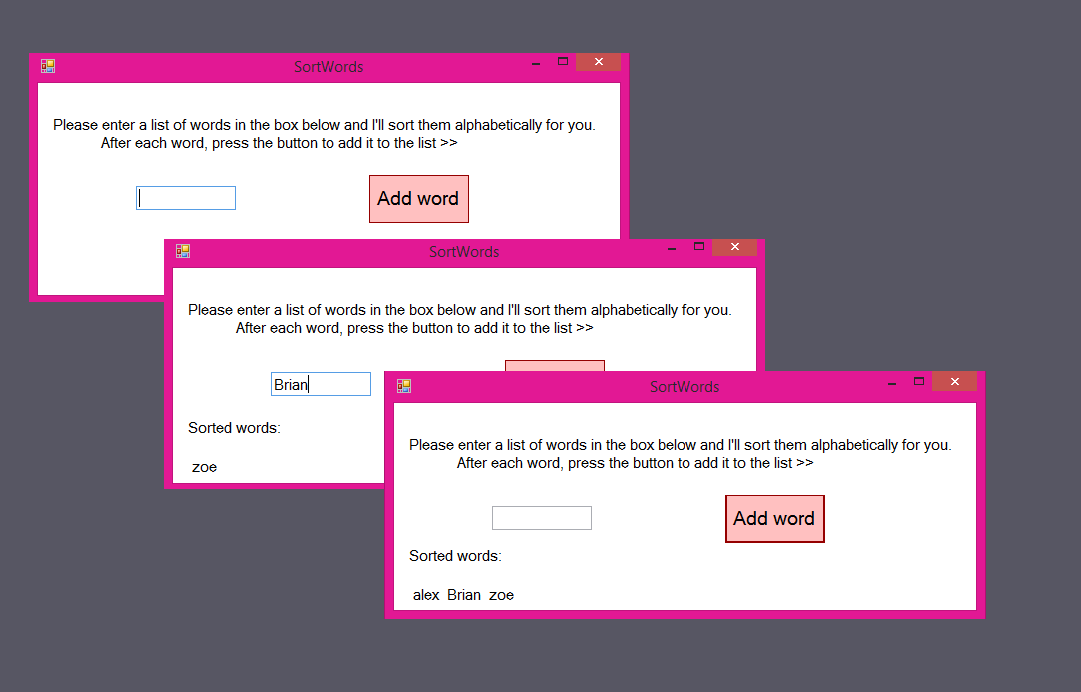 SortWords
Please enter a list of words in the box below and I'll sort them alphabetically for you.
After each word, press the button to add it to the list >>
Add word
SortWords
Please enter a list of words in the box below and I'll sort them alphabetically for you.
After each word, press the button to add it to the list >>
Brian
Sorted words:
zoe
SortWords
Please enter a list of words in the box below and I'll sort them alphabetically for you.
After each word, press the button to add it to the list >>
Add word
Sorted words:
alex Brian zoe